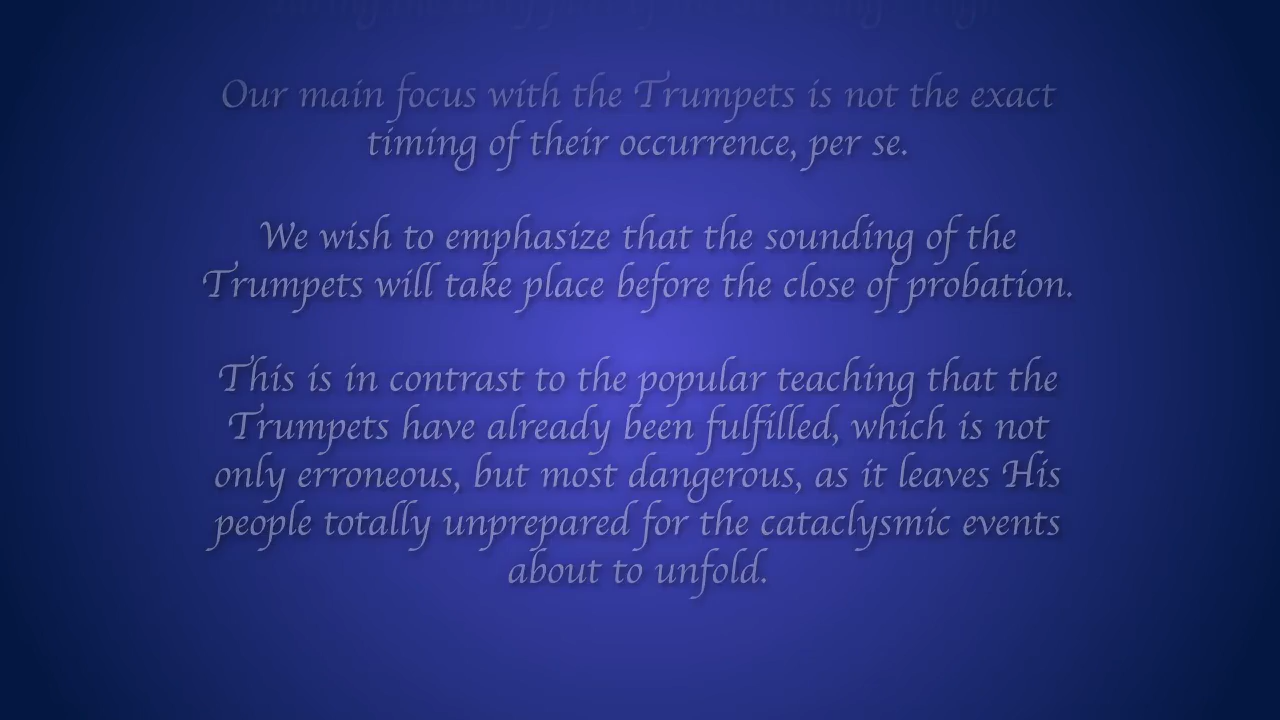 Our main focus with the Trumpets is not the exact
timing of their occurrence, per se.
We wish to emphasize that the sounding of the
Trumpets will take place before the close of probation.
This is in contrast to the popular teaching that the
Trumpets have already been fulfilled, which is not
only erroneous, but most dangerous, as it leaves His
people totally unprepared for the cataclysmic events
about to unfold.